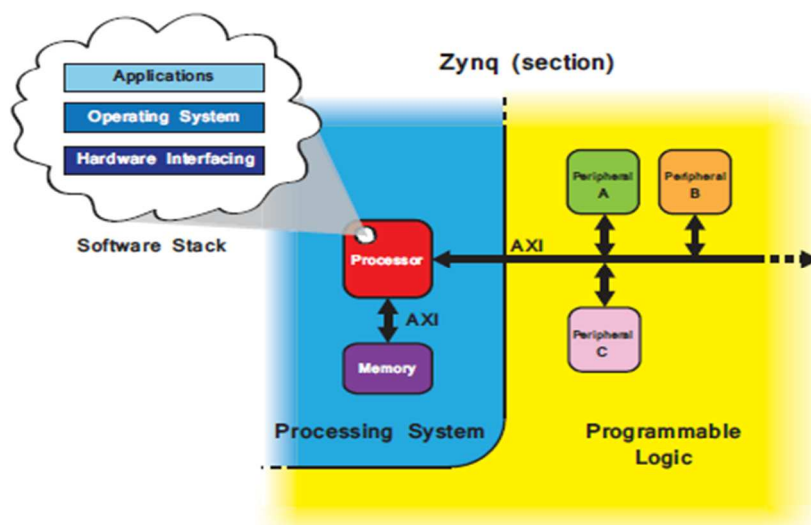 Zynq (section)
Applications
Operating System
Hardware Interfacing
Software Stack
Peripheral
A
Peripheral
B
Processor
AXI
AXI
Memory
Peripheral
C
Processing System
Programmable
Logic